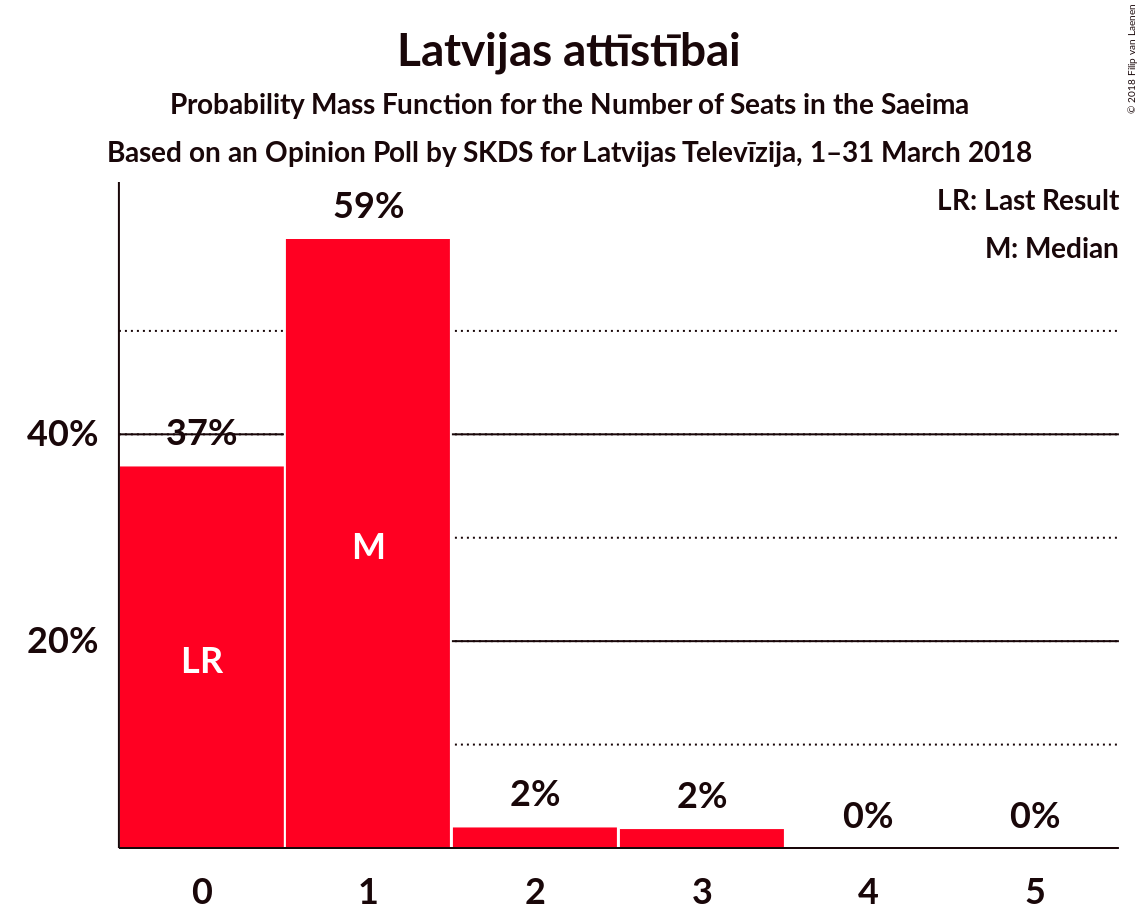 Latvijas attīstībai
Probability Mass Function for the Number of Seats in the Saeima
Based on an Opinion Poll by SKDS for Latvijas Televīzija, 1–31 March 2018
© 2018 Filip van Laenen
LR: Last Result
M: Median
59%
40%
37%
M
20%
LR
2%
2%
0%
0%
0
1
2
3
4
5